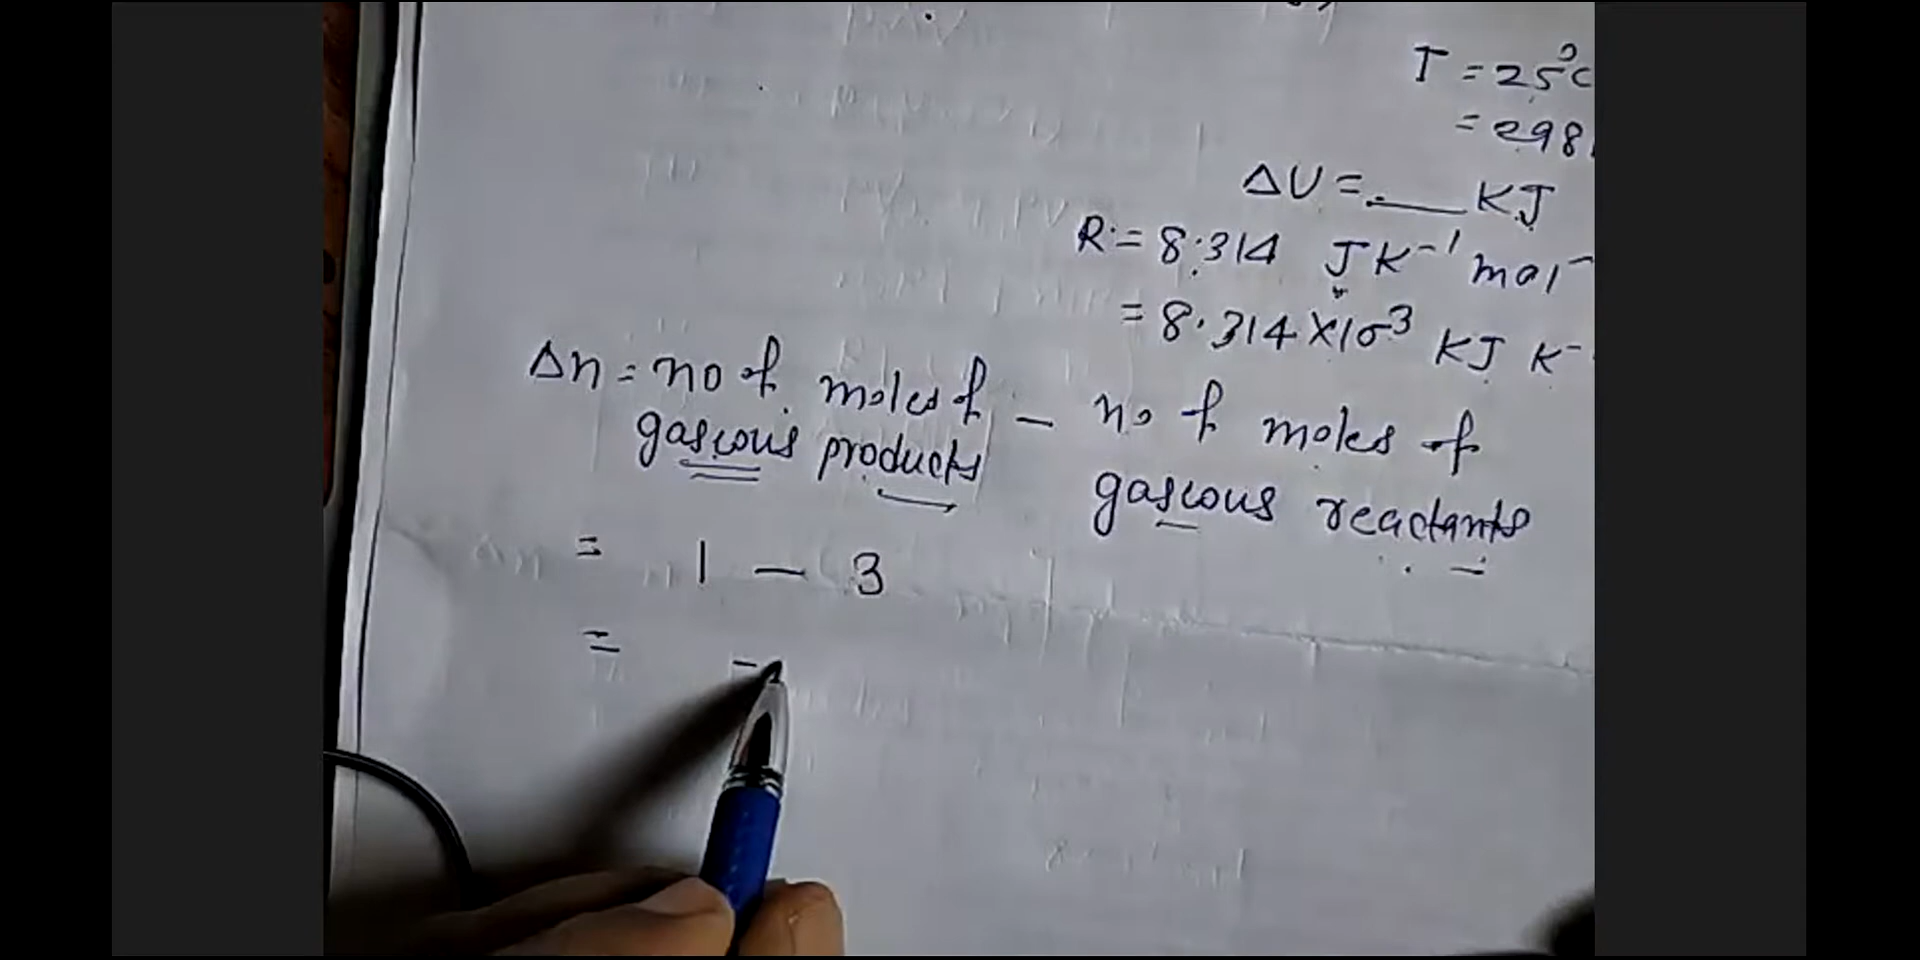 T = 25°C
= 298
ΔU = ___ KJ
R = 8.314 J K⁻¹ mol⁻
= 8.314 × 10⁻³ KJ K⁻
Δn = no of moles of gaseous products — no of moles of gaseous reactants
= 1 — 3
= -